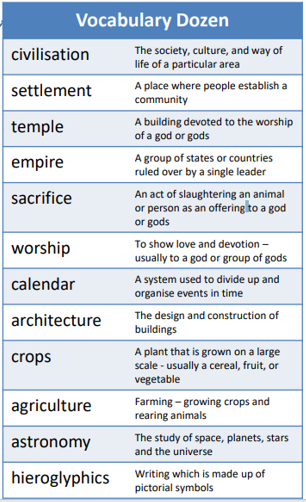 Vocabulary Dozen
civilisation
The society, culture, and way of
life of a particular area
settlement
A place where people establish a
community
temple
A building devoted to the worship
of a god or gods
empire
A group of states or countries
ruled over by a single leader
sacrifice
An act of slaughtering an animal
or person as an offering to a god
or gods
worship
To show love and devotion –
usually to a god or group of gods
calendar
A system used to divide up and
organise events in time
architecture
The design and construction of
buildings
crops
A plant that is grown on a large
scale - usually a cereal, fruit, or
vegetable
agriculture
Farming – growing crops and
rearing animals
astronomy
The study of space, planets, stars
and the universe
hieroglyphics
Writing which is made up of
pictorial symbols